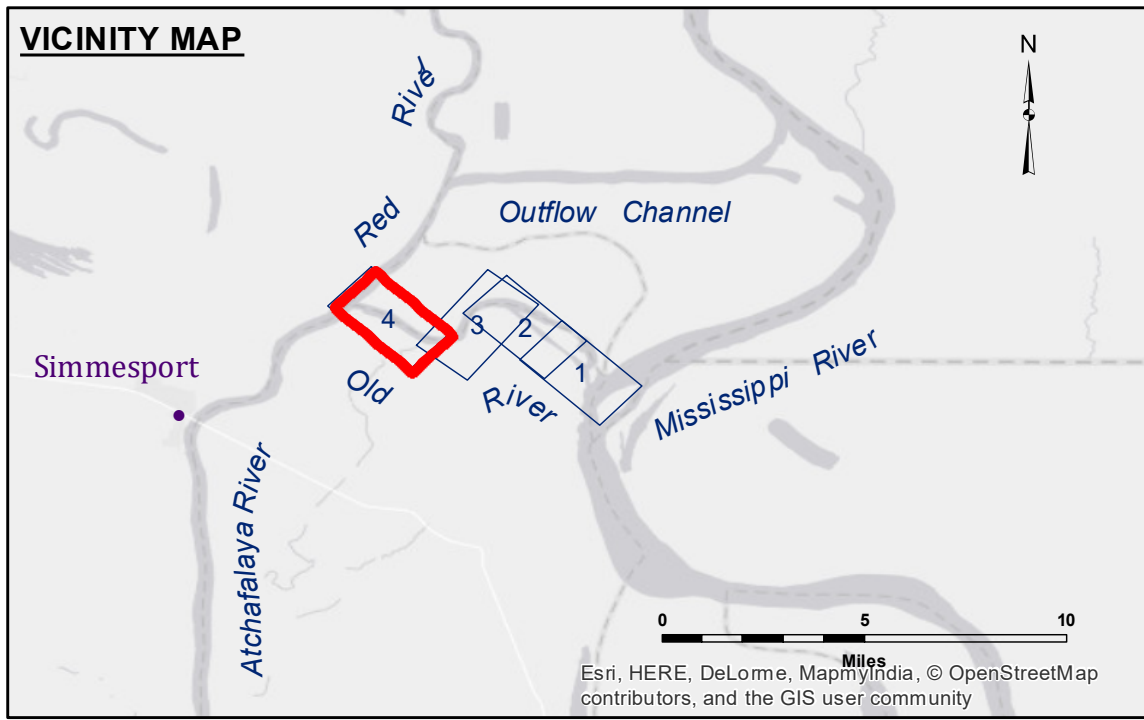 VICINITY MAP
N
River
Red
Outflow Channel
4
3
2
1
Simmesport
Old
River
Mississippi River
Atchafalaya River
0 5 10
Miles
Esri, HERE, DeLorme, MapmyIndia, © OpenStreetMap
contributors, and the GIS user community